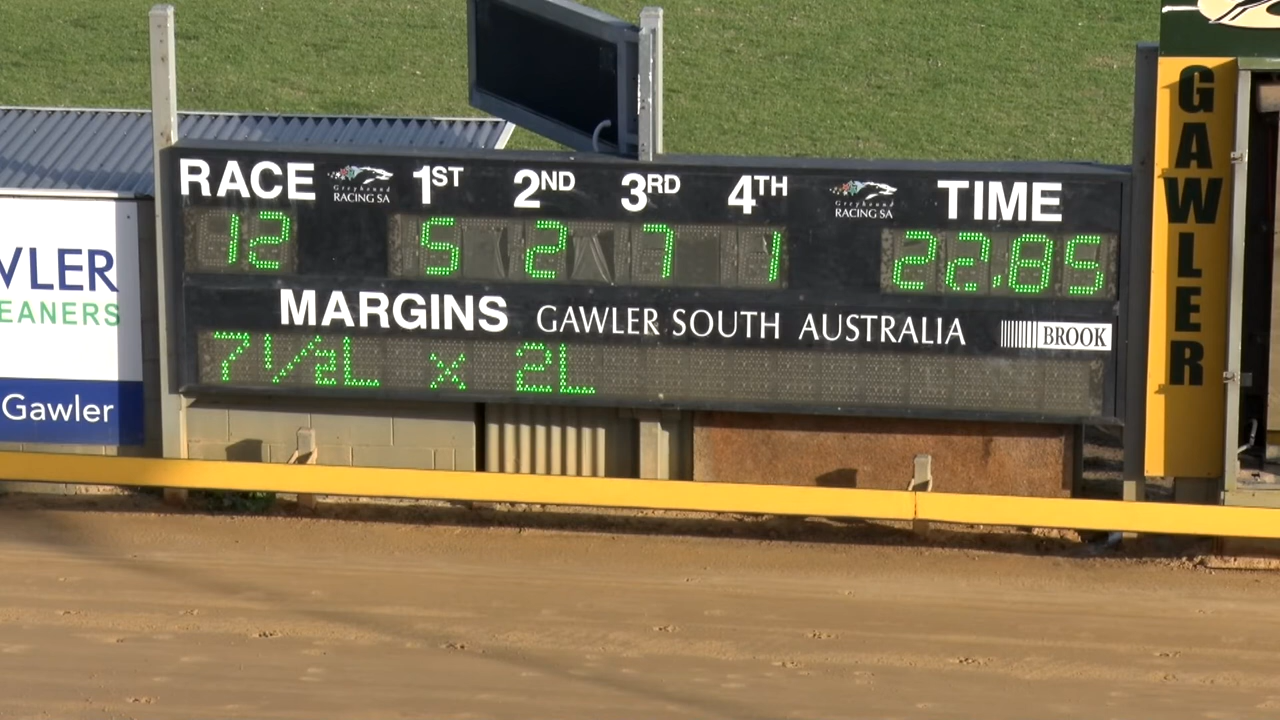 RACE 1ST 2ND 3RD 4TH TIME
Greyhound RACING SA Greyhound RACING SA
12 5 2 7 1 22.85
MARGINS GAWLER SOUTH AUSTRALIA BROOK
7 1/2L x 2L
WLER
EANERS
Gawler
GAWLER